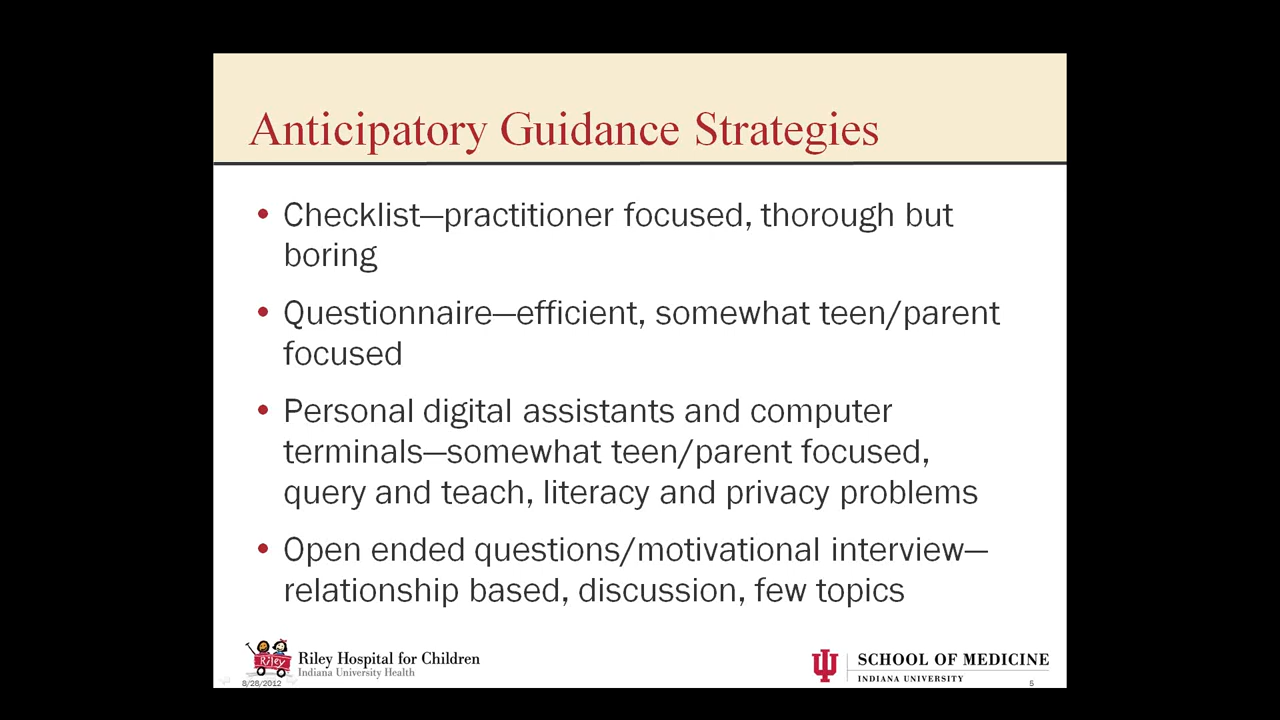 Anticipatory Guidance Strategies
• Checklist—practitioner focused, thorough but
boring
• Questionnaire—efficient, somewhat teen/parent
focused
• Personal digital assistants and computer
terminals—somewhat teen/parent focused,
query and teach, literacy and privacy problems
• Open ended questions/motivational interview—
relationship based, discussion, few topics
Riley
Riley Hospital for Children
Indiana University Health
8/28/2012
SCHOOL OF MEDICINE
INDIANA UNIVERSITY
5